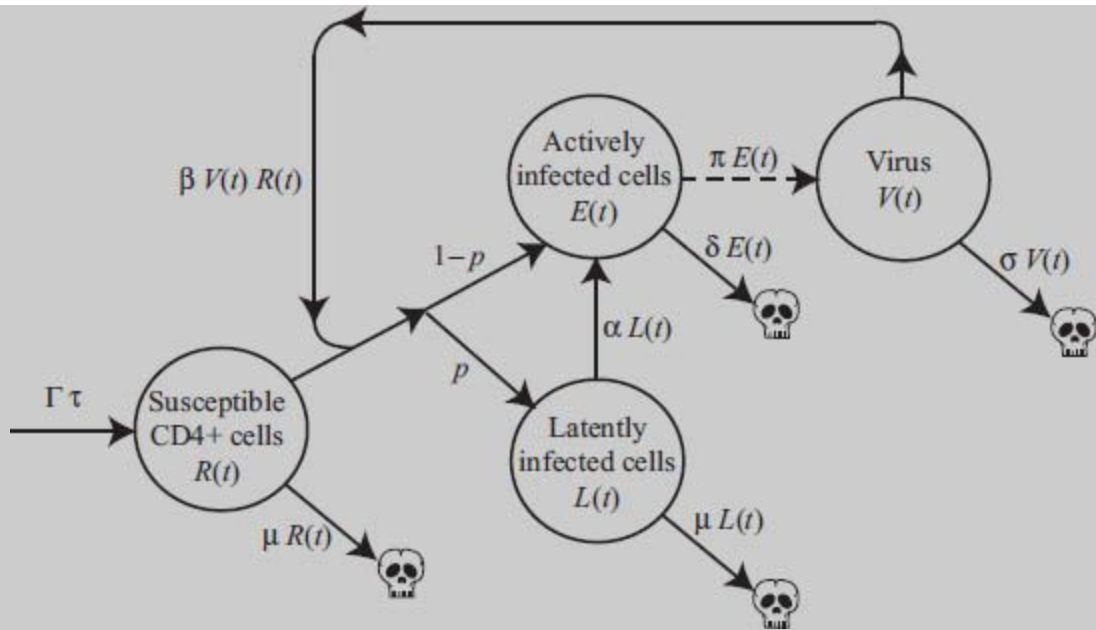 Actively
infected cells
E(t)
π E(t)
Virus
V(t)
β V(t) R(t)
δ E(t)
σ V(t)
1–p
α L(t)
p
Γ τ
Susceptible
CD4+ cells
R(t)
Latently
infected cells
L(t)
μ R(t)
μ L(t)